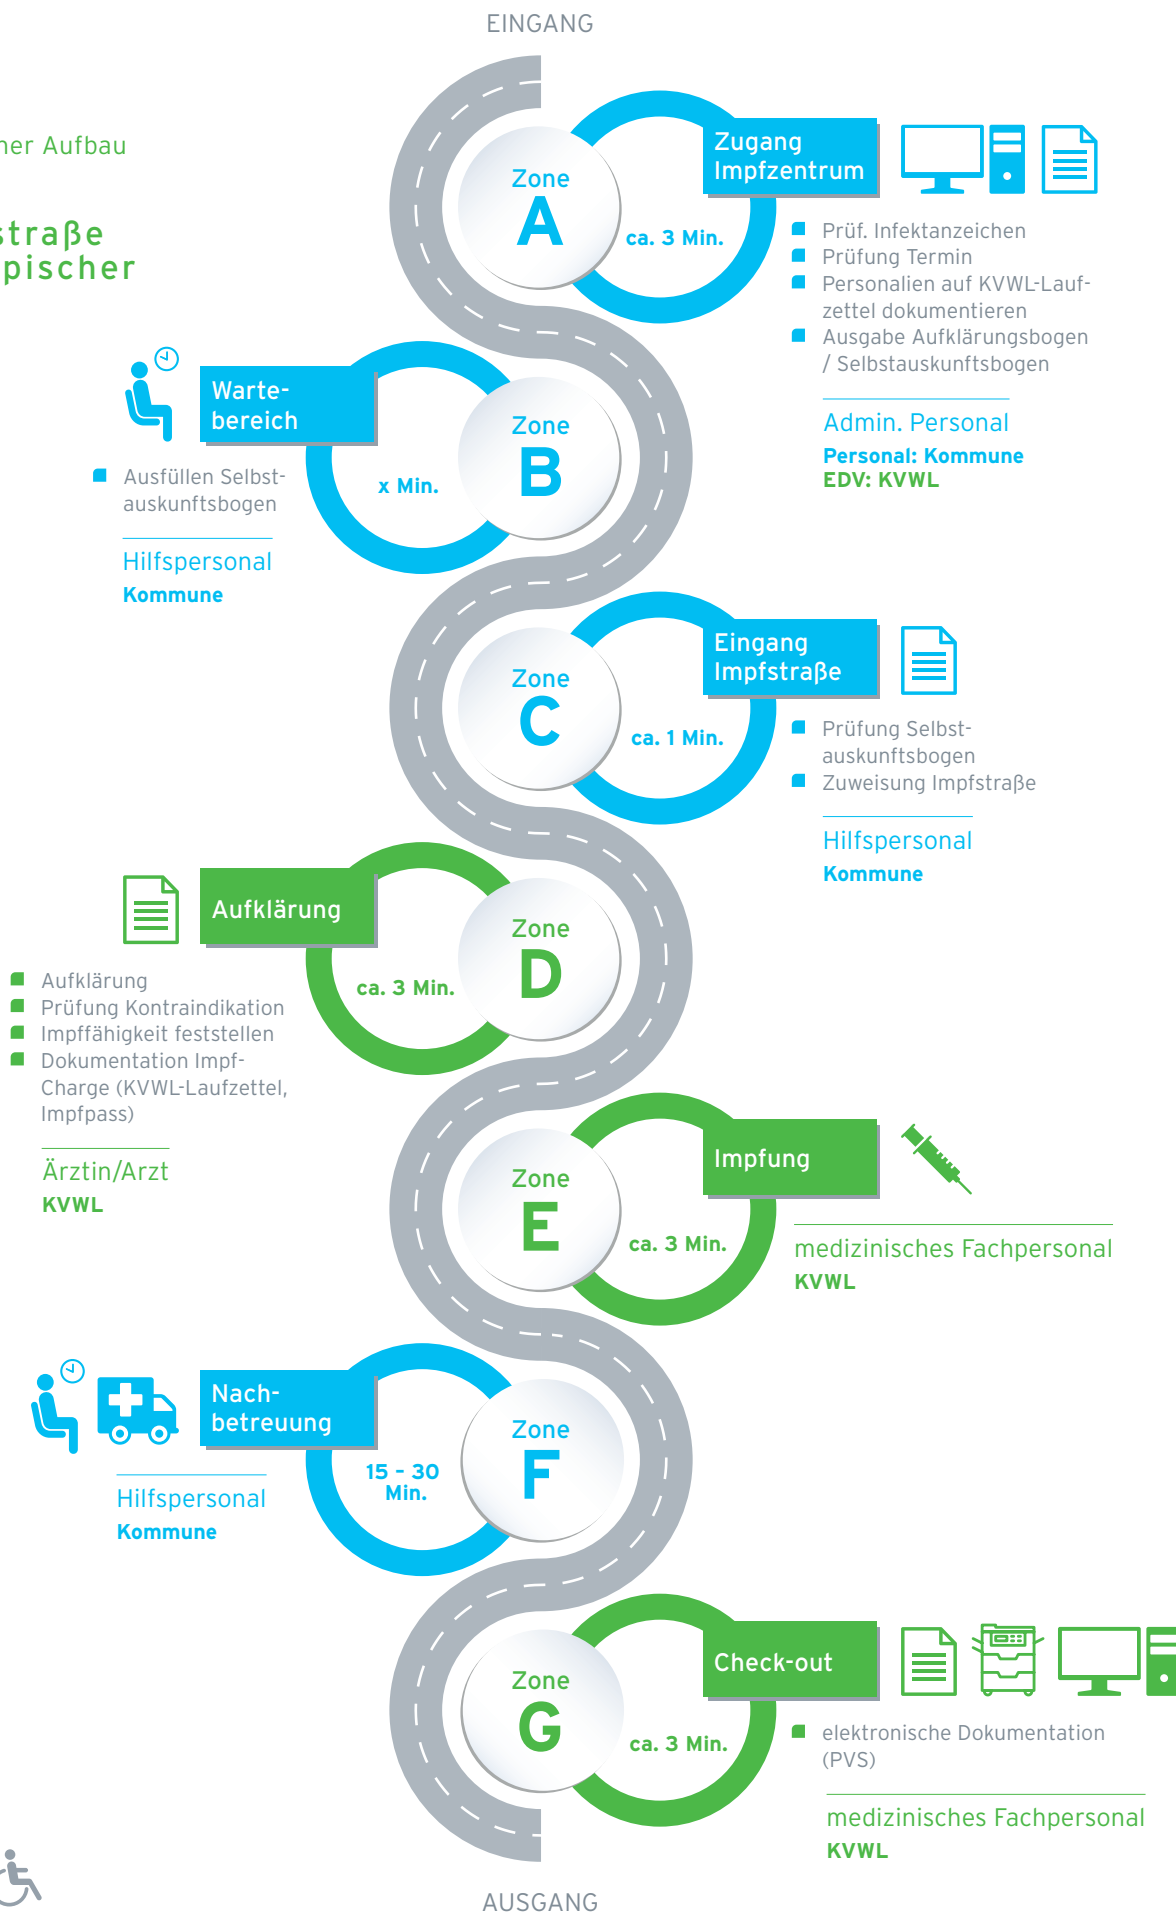 EINGANG
ner Aufbau
straße
pischer
Zone
A
ca. 3 Min.
Zugang
Impfzentrum
Prüf. Infektanzeichen
Prüfung Termin
Personalien auf KVWL-Lauf-
zettel dokumentieren
Ausgabe Aufklärungsbogen
/ Selbstauskunftsbogen
Admin. Personal
Personal: Kommune
EDV: KVWL
Warte-
bereich
Zone
B
x Min.
Ausfüllen Selbst-
auskunftsbogen
Hilfspersonal
Kommune
Zone
C
ca. 1 Min.
Eingang
Impfstraße
Prüfung Selbst-
auskunftsbogen
Zuweisung Impfstraße
Hilfspersonal
Kommune
Aufklärung
Zone
D
ca. 3 Min.
Aufklärung
Prüfung Kontraindikation
Impffähigkeit feststellen
Dokumentation Impf-
Charge (KVWL-Laufzettel,
Impfpass)
Ärztin/Arzt
KVWL
Zone
E
ca. 3 Min.
Impfung
medizinisches Fachpersonal
KVWL
Nach-
betreuung
Zone
F
15 – 30
Min.
Hilfspersonal
Kommune
Zone
G
ca. 3 Min.
Check-out
elektronische Dokumentation
(PVS)
medizinisches Fachpersonal
KVWL
AUSGANG